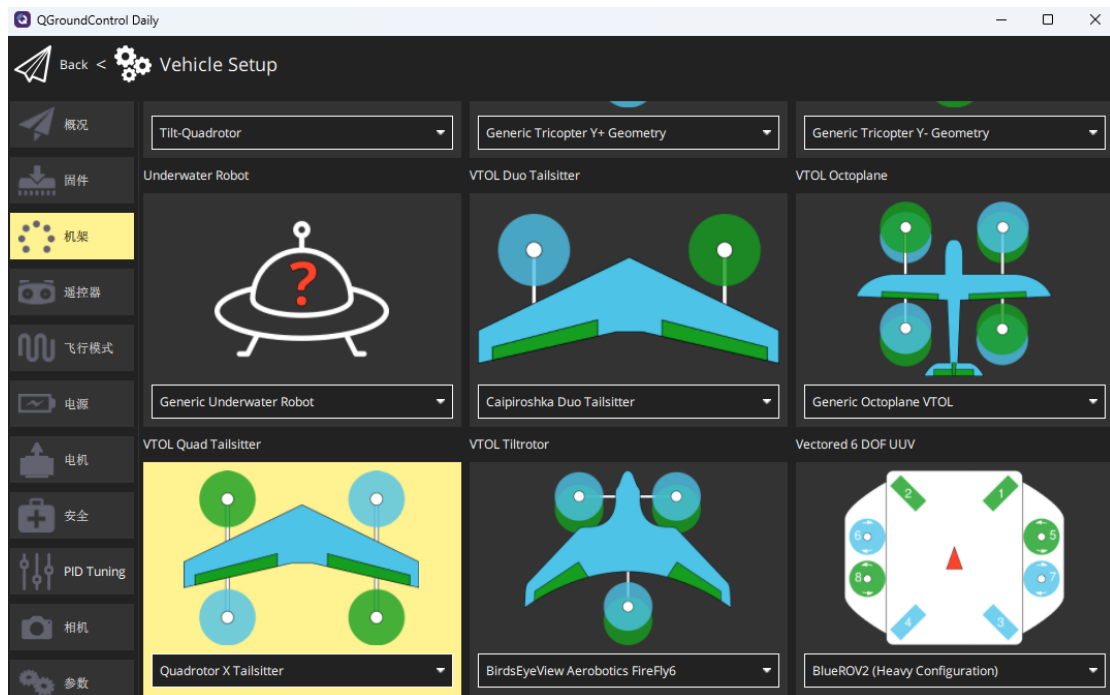 QGroundControl Daily
Back < Vehicle Setup
概况
固件
机架
遥控器
飞行模式
电源
电机
安全
PID Tuning
相机
参数
Tilt-Quadrotor
Generic Tricopter Y+ Geometry
Generic Tricopter Y- Geometry
Underwater Robot
VTOL Duo Tailsitter
VTOL Octoplane
?
Generic Underwater Robot
Caipiroshka Duo Tailsitter
Generic Octoplane VTOL
VTOL Quad Tailsitter
VTOL Tiltrotor
Vectored 6 DOF UUV
2 1
6 5
8 7
4 3
Quadrotor X Tailsitter
BirdsEyeView Aerobotics FireFly6
BlueROV2 (Heavy Configuration)